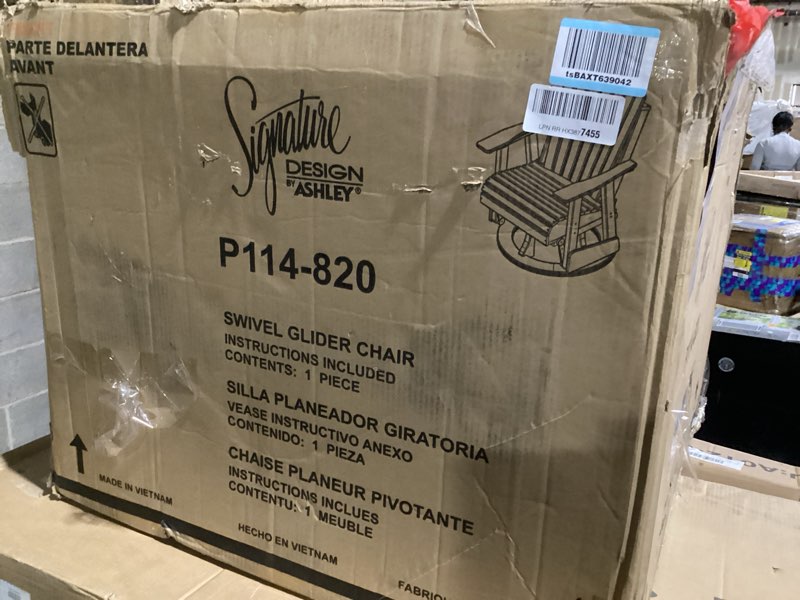 PARTE DELANTERA
AVANT
tsBAXT639042
7455
Signature
DESIGN
BY ASHLEY®
P114-820
SWIVEL GLIDER CHAIR
INSTRUCTIONS INCLUDED
CONTENTS: 1 PIECE
SILLA PLANEADOR GIRATORIA
VEASE INSTRUCTIVO ANEXO
CONTENIDO: 1 PIEZA
CHAISE PLANEUR PIVOTANTE
INSTRUCTIONS INCLUES
CONTENU: 1 MEUBLE
MADE IN VIETNAM
HECHO EN VIETNAM